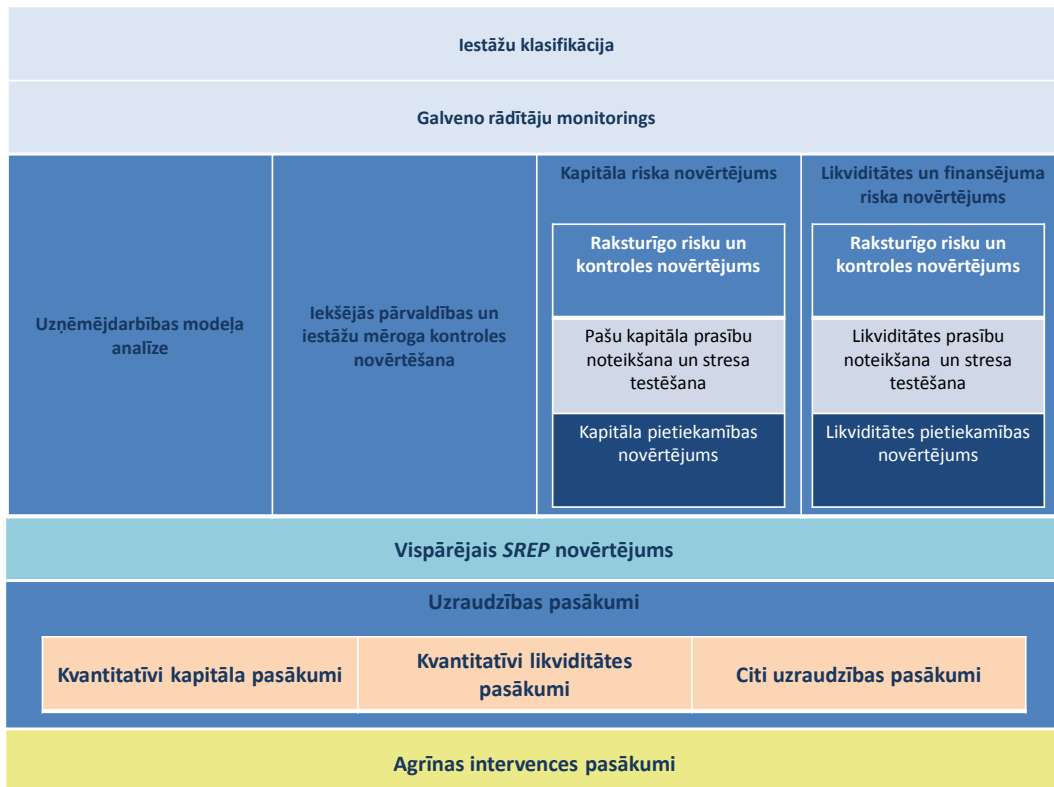 Iestāžu klasifikācija
Galveno rādītāju monitorings
Uzņēmējdarbības modeļa
analīze
Iekšējās pārvaldības un
iestāžu mēroga kontroles
novērtēšana
Kapitāla riska novērtējums
Raksturīgo risku un
kontroles novērtējums
Pašu kapitāla prasību
noteikšana un stresa
testēšana
Kapitāla pietiekamības
novērtējums
Likviditātes un finansējuma
riska novērtējums
Raksturīgo risku un
kontroles novērtējums
Likviditātes prasību
noteikšana un stresa
testēšana
Likviditātes pietiekamības
novērtējums
Vispārējais SREP novērtējums
Uzraudzības pasākumi
Kvantitatīvi kapitāla pasākumi
Kvantitatīvi likviditātes
pasākumi
Citi uzraudzības pasākumi
Agrīnas intervences pasākumi